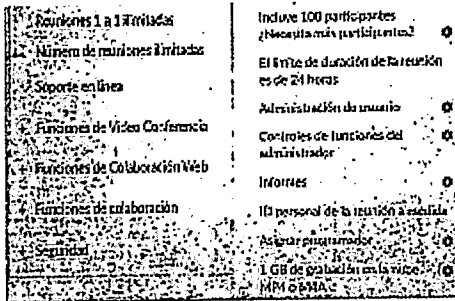 Reuniones 1 a 1 ilimitadas
+ Número de reuniones ilimitadas
Soporte en línea
+ Funciones de Video Conferencia
+ Funciones de Colaboración Web
+ Funciones de colaboración
+ Seguridad
Incluye 100 participantes
¿Necesita más participantes?
El límite de duración de la reunión
es de 24 horas
Administración de usuario
Controles de funciones del
administrador
Informes
ID personal de la reunión a medida
Asignar programador
1 GB de grabación en la nube
MP4 o M4A